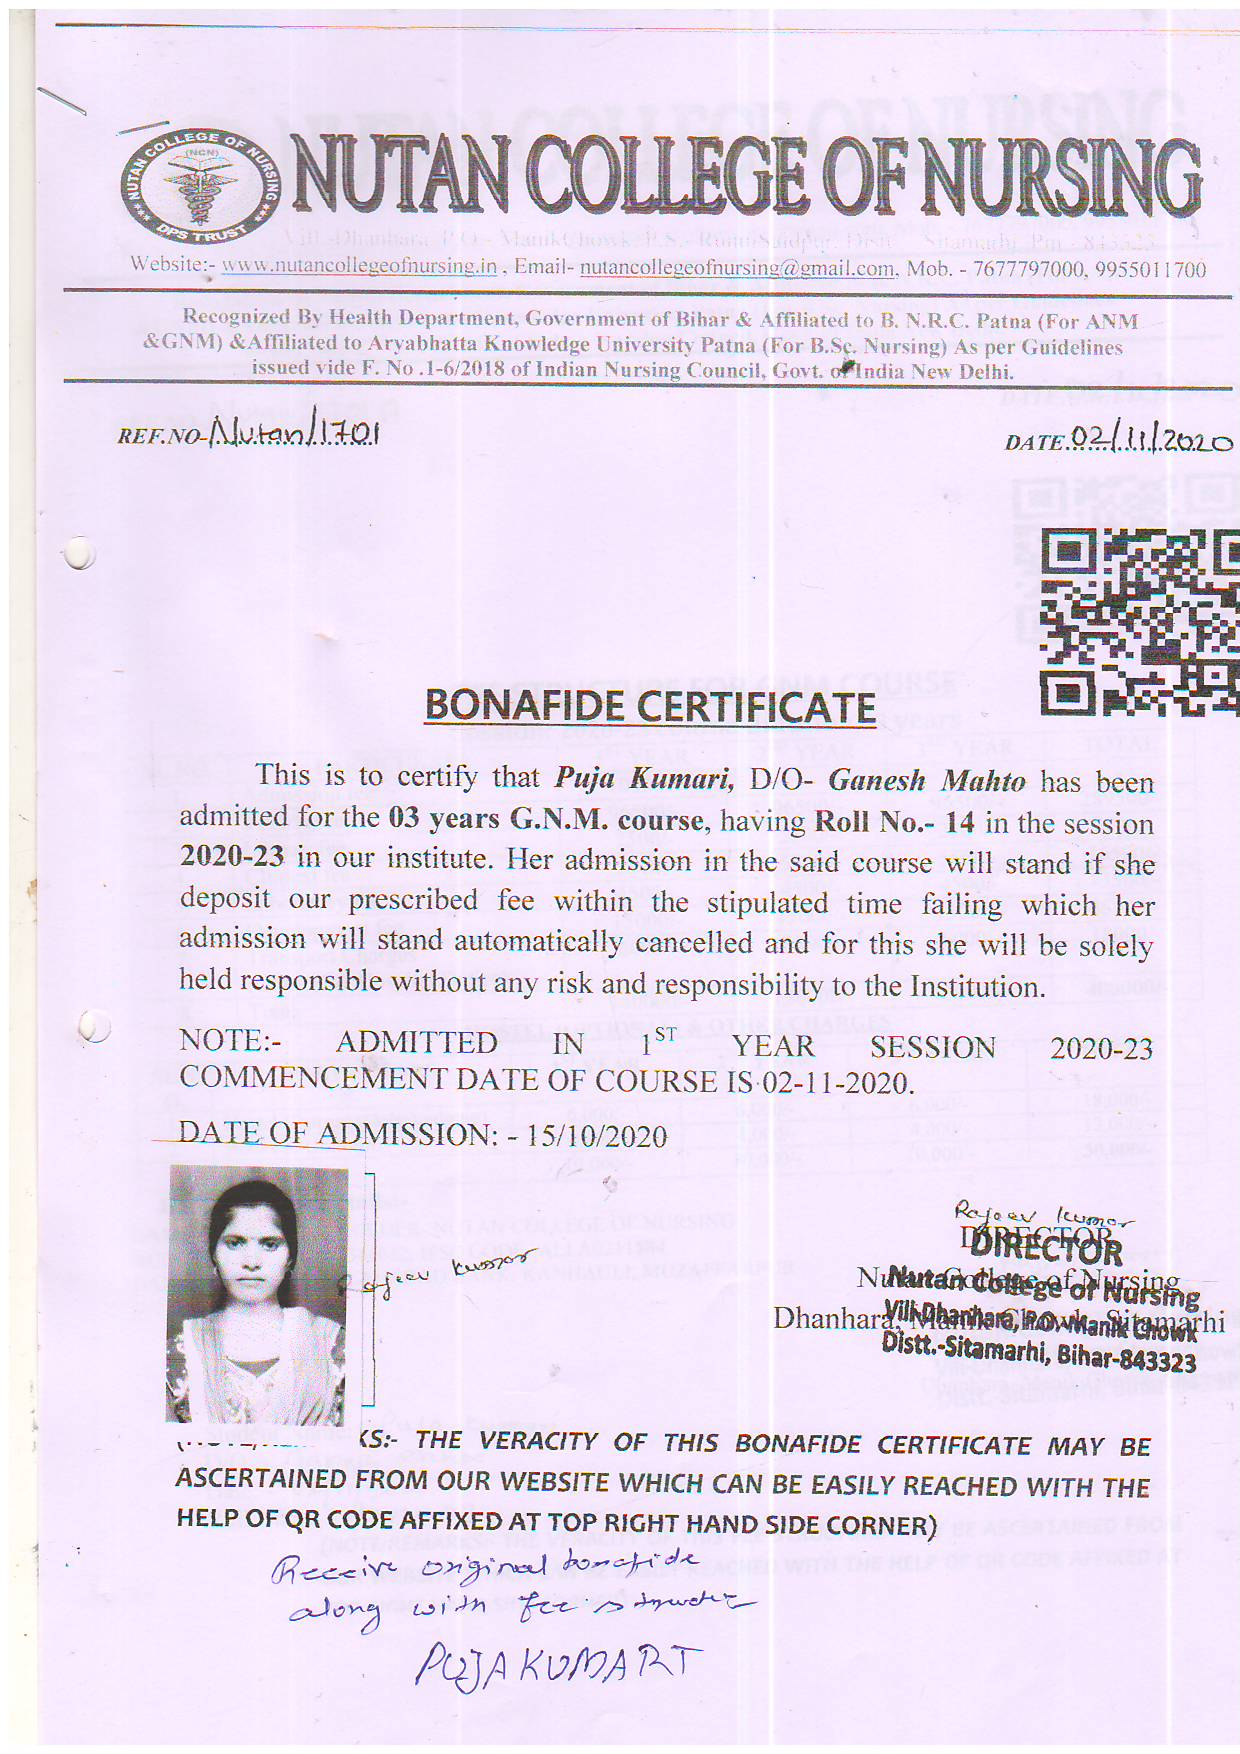 NUTAN COLLEGE OF NURSING
(NCN)
DPS TRUST
NUTAN COLLEGE OF NURSING
Vill.-Dhanhara, P.O.- ManikChowk, P.S.- RunniSaidpur, Distt. - Sitamarhi, Pin - 843323
Website:- www.nutancollegeofnursing.in , Email- nutancollegeofnursing@gmail.com, Mob. - 7677797000, 9955011700
Recognized By Health Department, Government of Bihar & Affiliated to B. N.R.C. Patna (For ANM
&GNM) &Affiliated to Aryabhatta Knowledge University Patna (For B.Sc. Nursing) As per Guidelines
issued vide F. No .1-6/2018 of Indian Nursing Council, Govt. of India New Delhi.
REF.NO- Nutan/1701 DATE. 02/11/2020
BONAFIDE CERTIFICATE
This is to certify that Puja Kumari, D/O- Ganesh Mahto has been
admitted for the 03 years G.N.M. course, having Roll No.- 14 in the session
2020-23 in our institute. Her admission in the said course will stand if she
deposit our prescribed fee within the stipulated time failing which her
admission will stand automatically cancelled and for this she will be solely
held responsible without any risk and responsibility to the Institution.
NOTE:- ADMITTED IN 1ST YEAR SESSION 2020-23
COMMENCEMENT DATE OF COURSE IS 02-11-2020.
DATE OF ADMISSION: - 15/10/2020
Rajeev Kumar
Rajeev Kumar
DIRECTOR
Nutan College of Nursing
Dhanhara, Manik Chowk, Sitamarhi
DIRECTOR
Nutan College of Nursing
Vill-Dhanhara, P.O.-Manik Chowk
Distt.-Sitamarhi, Bihar-843323
KS:- THE VERACITY OF THIS BONAFIDE CERTIFICATE MAY BE
ASCERTAINED FROM OUR WEBSITE WHICH CAN BE EASILY REACHED WITH THE
HELP OF QR CODE AFFIXED AT TOP RIGHT HAND SIDE CORNER)
Receive original bonafide
along with fee
PUJA KUMARI